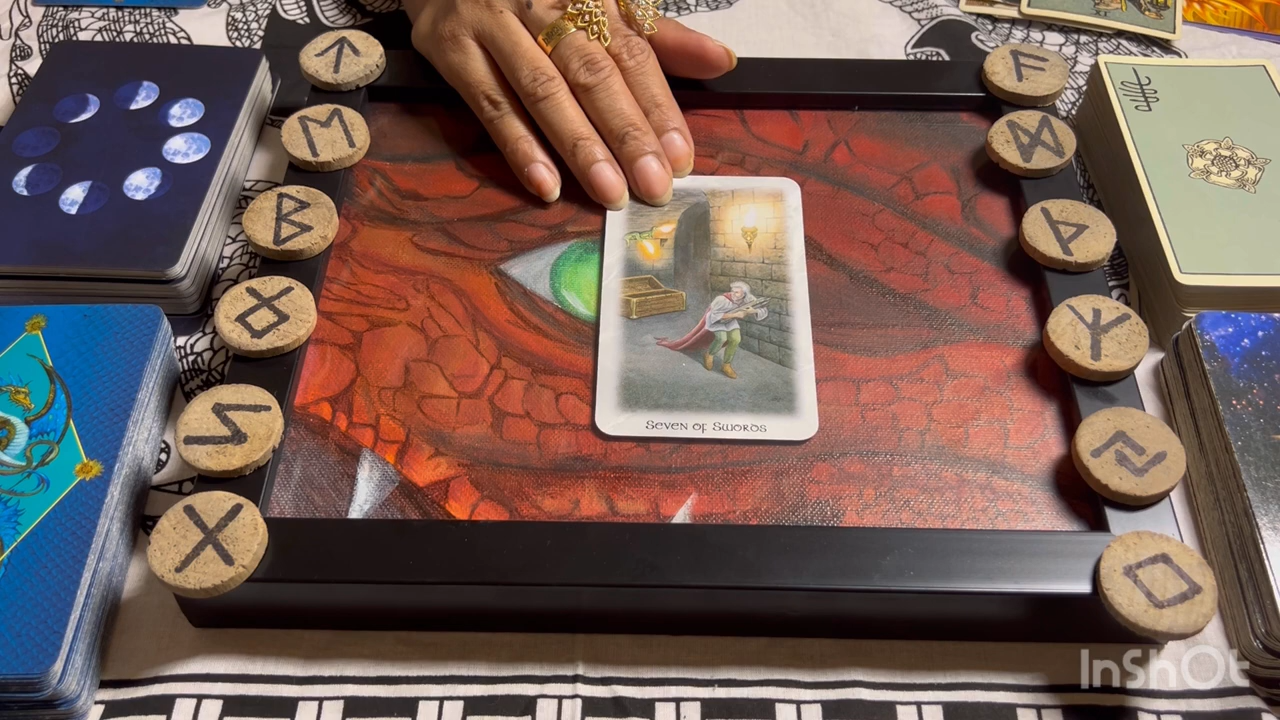 ᛏ
ᚨ
ᛖ
ᛞ
ᛒ
ᚦ
ᛟ
ᛉ
ᛊ
ᛃ
ᚷ
ᛜ
Seven of Swords
InShOt